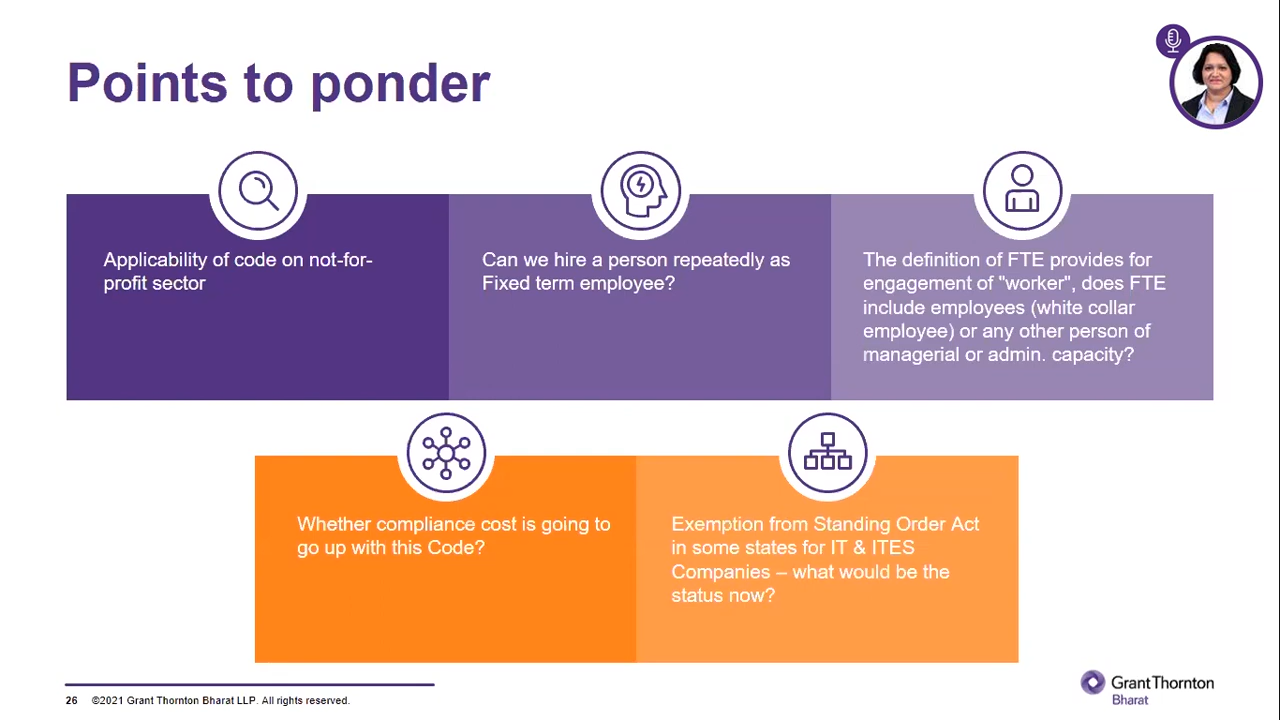 Points to ponder
Applicability of code on not-for-
profit sector
Can we hire a person repeatedly as
Fixed term employee?
The definition of FTE provides for
engagement of "worker", does FTE
include employees (white collar
employee) or any other person of
managerial or admin. capacity?
Whether compliance cost is going to
go up with this Code?
Exemption from Standing Order Act
in some states for IT & ITES
Companies – what would be the
status now?
26 ©2021 Grant Thornton Bharat LLP. All rights reserved.
GrantThornton
Bharat